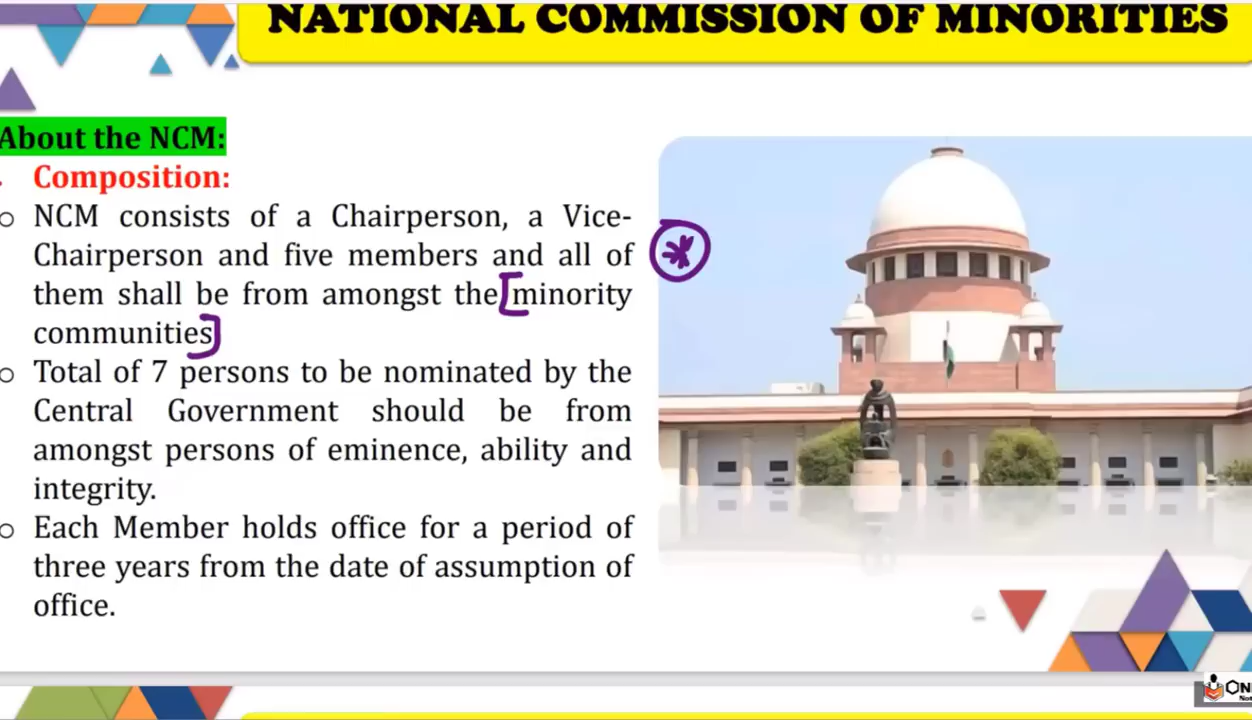 NATIONAL COMMISSION OF MINORITIES
About the NCM:
Composition:
o NCM consists of a Chairperson, a Vice-
Chairperson and five members and all of
them shall be from amongst the [minority
communities]
o Total of 7 persons to be nominated by the
Central Government should be from
amongst persons of eminence, ability and
integrity.
o Each Member holds office for a period of
three years from the date of assumption of
office.